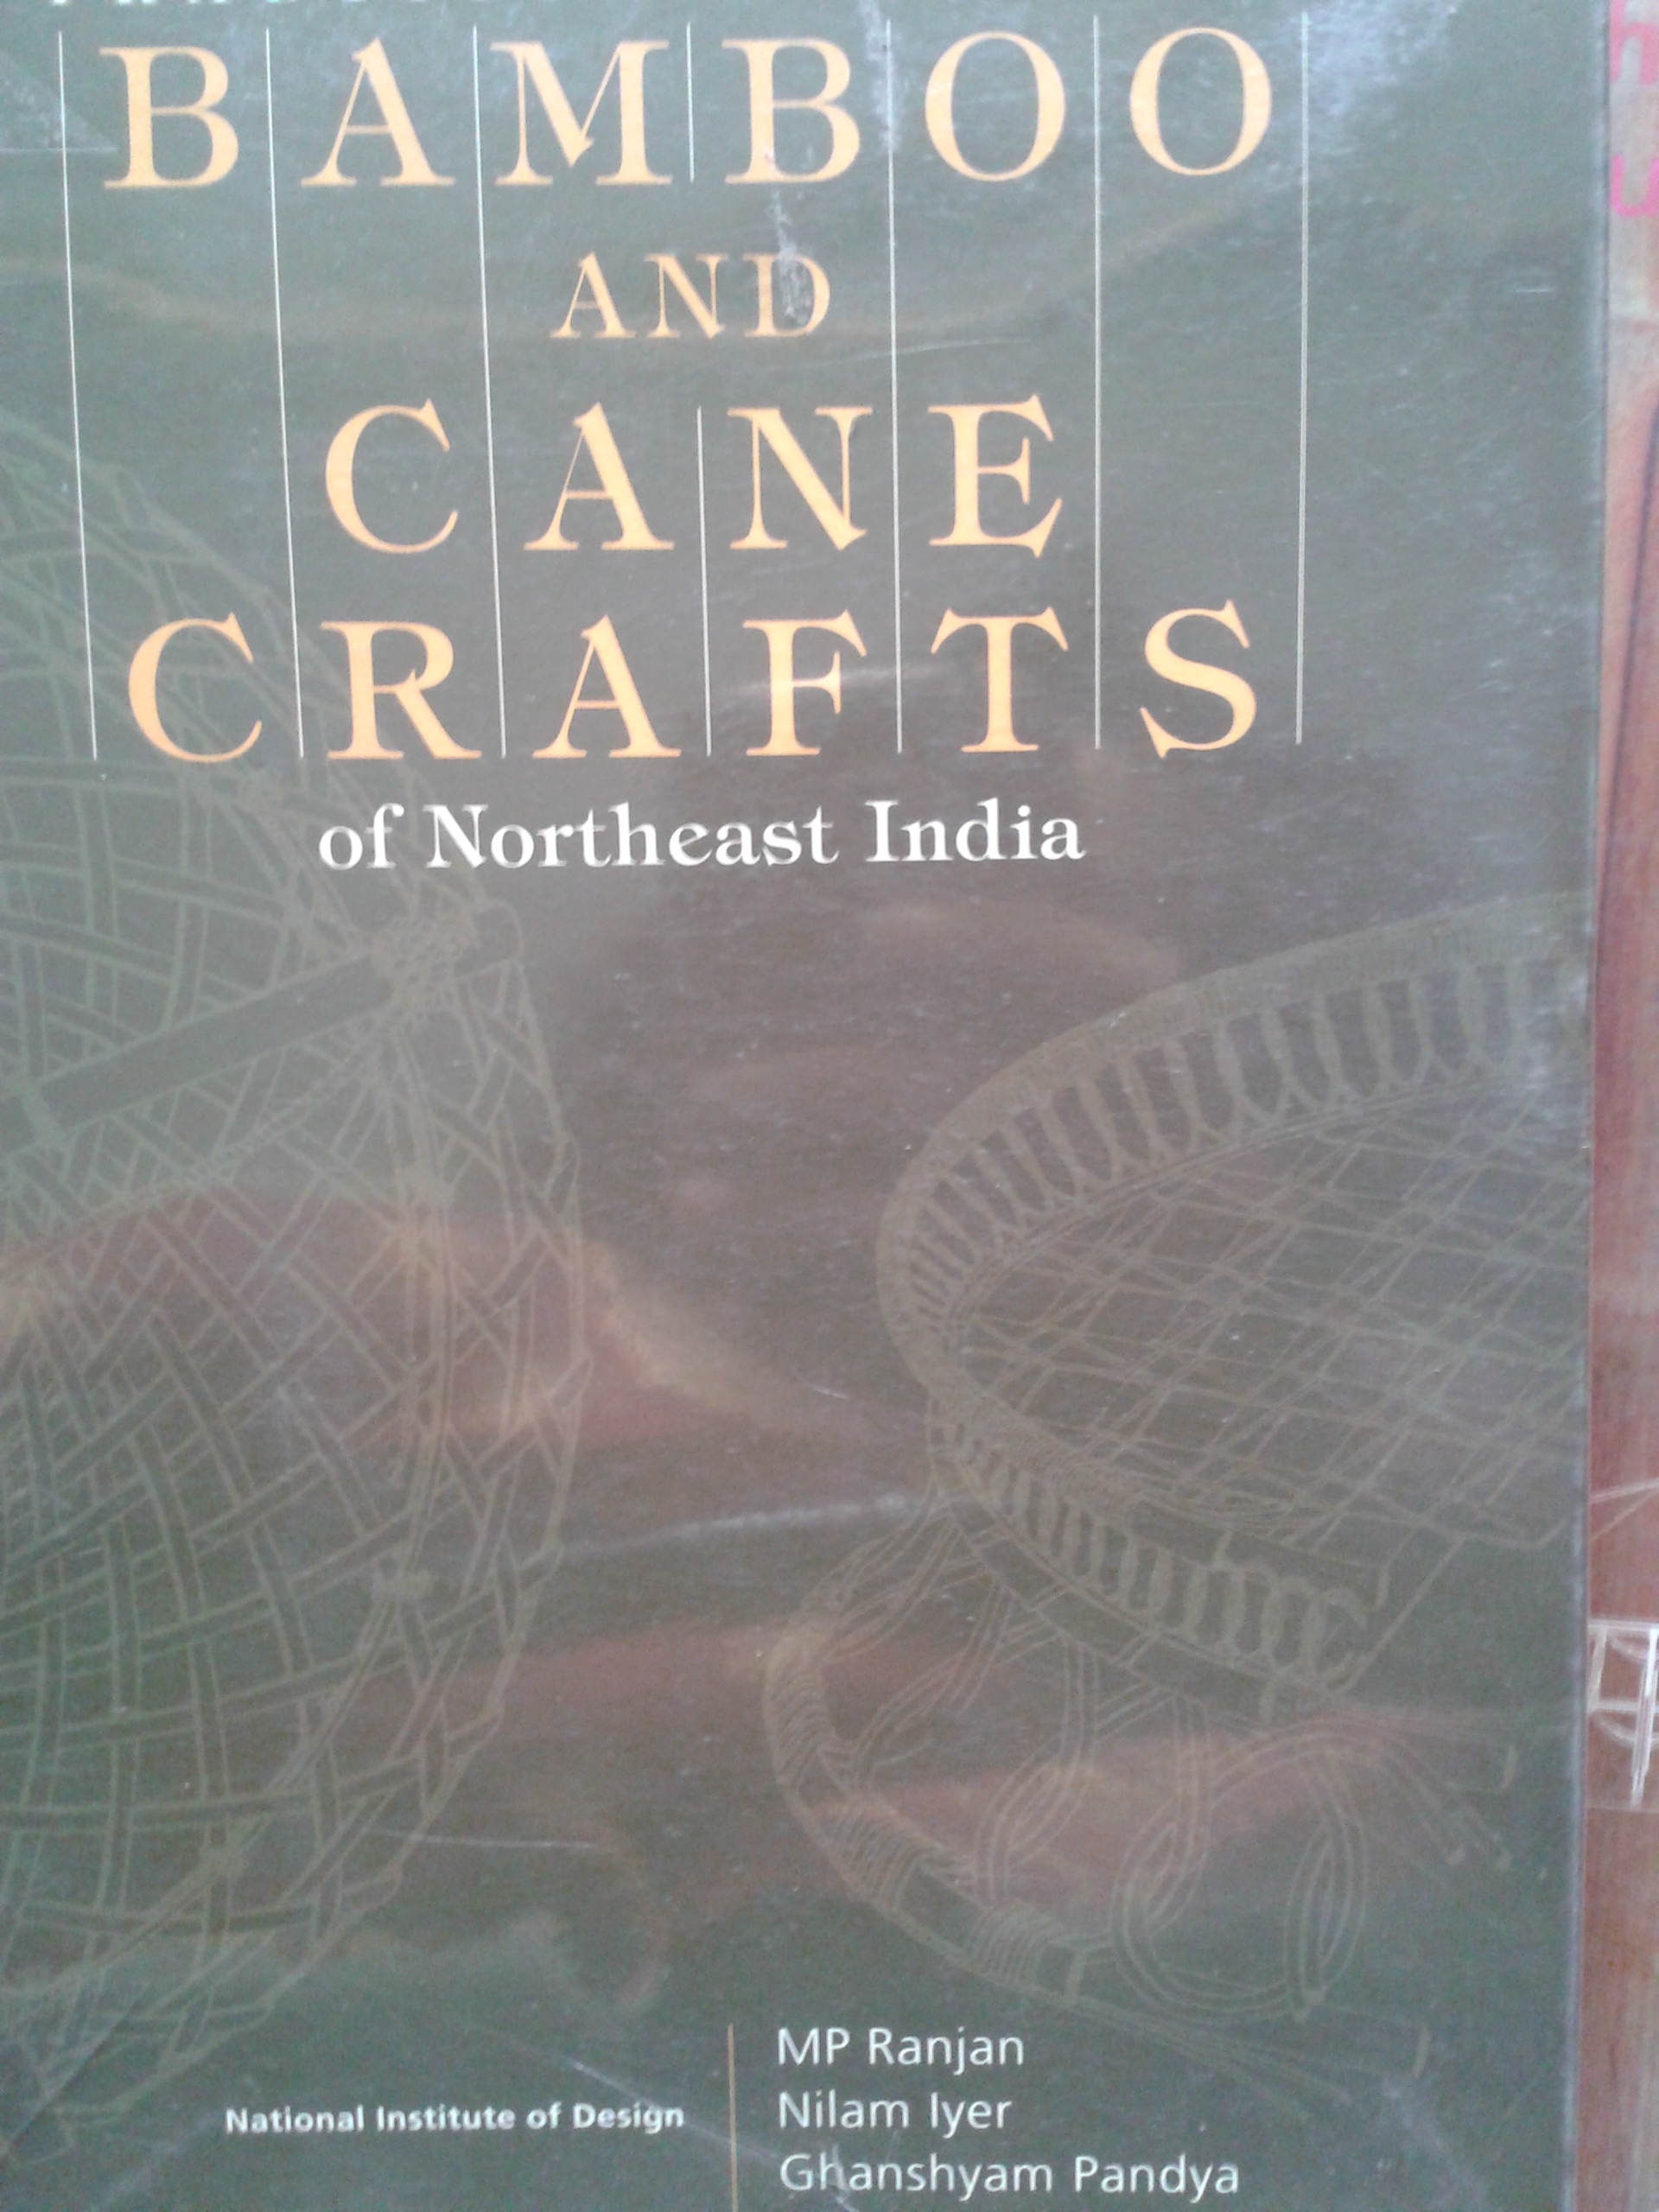 BAMBOO
AND
CANE
CRAFTS
of Northeast India
National Institute of Design
MP Ranjan
Nilam Iyer
Ghanshyam Pandya